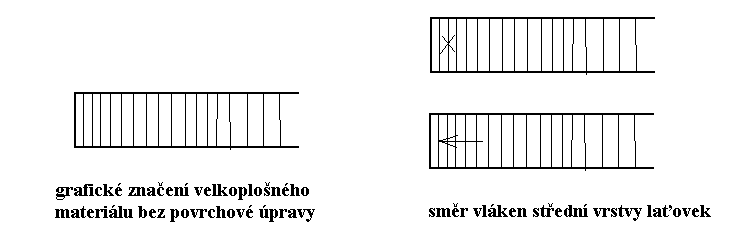 grafické značení velkoplošného
materiálu bez povrchové úpravy
směr vláken střední vrstvy laťovek